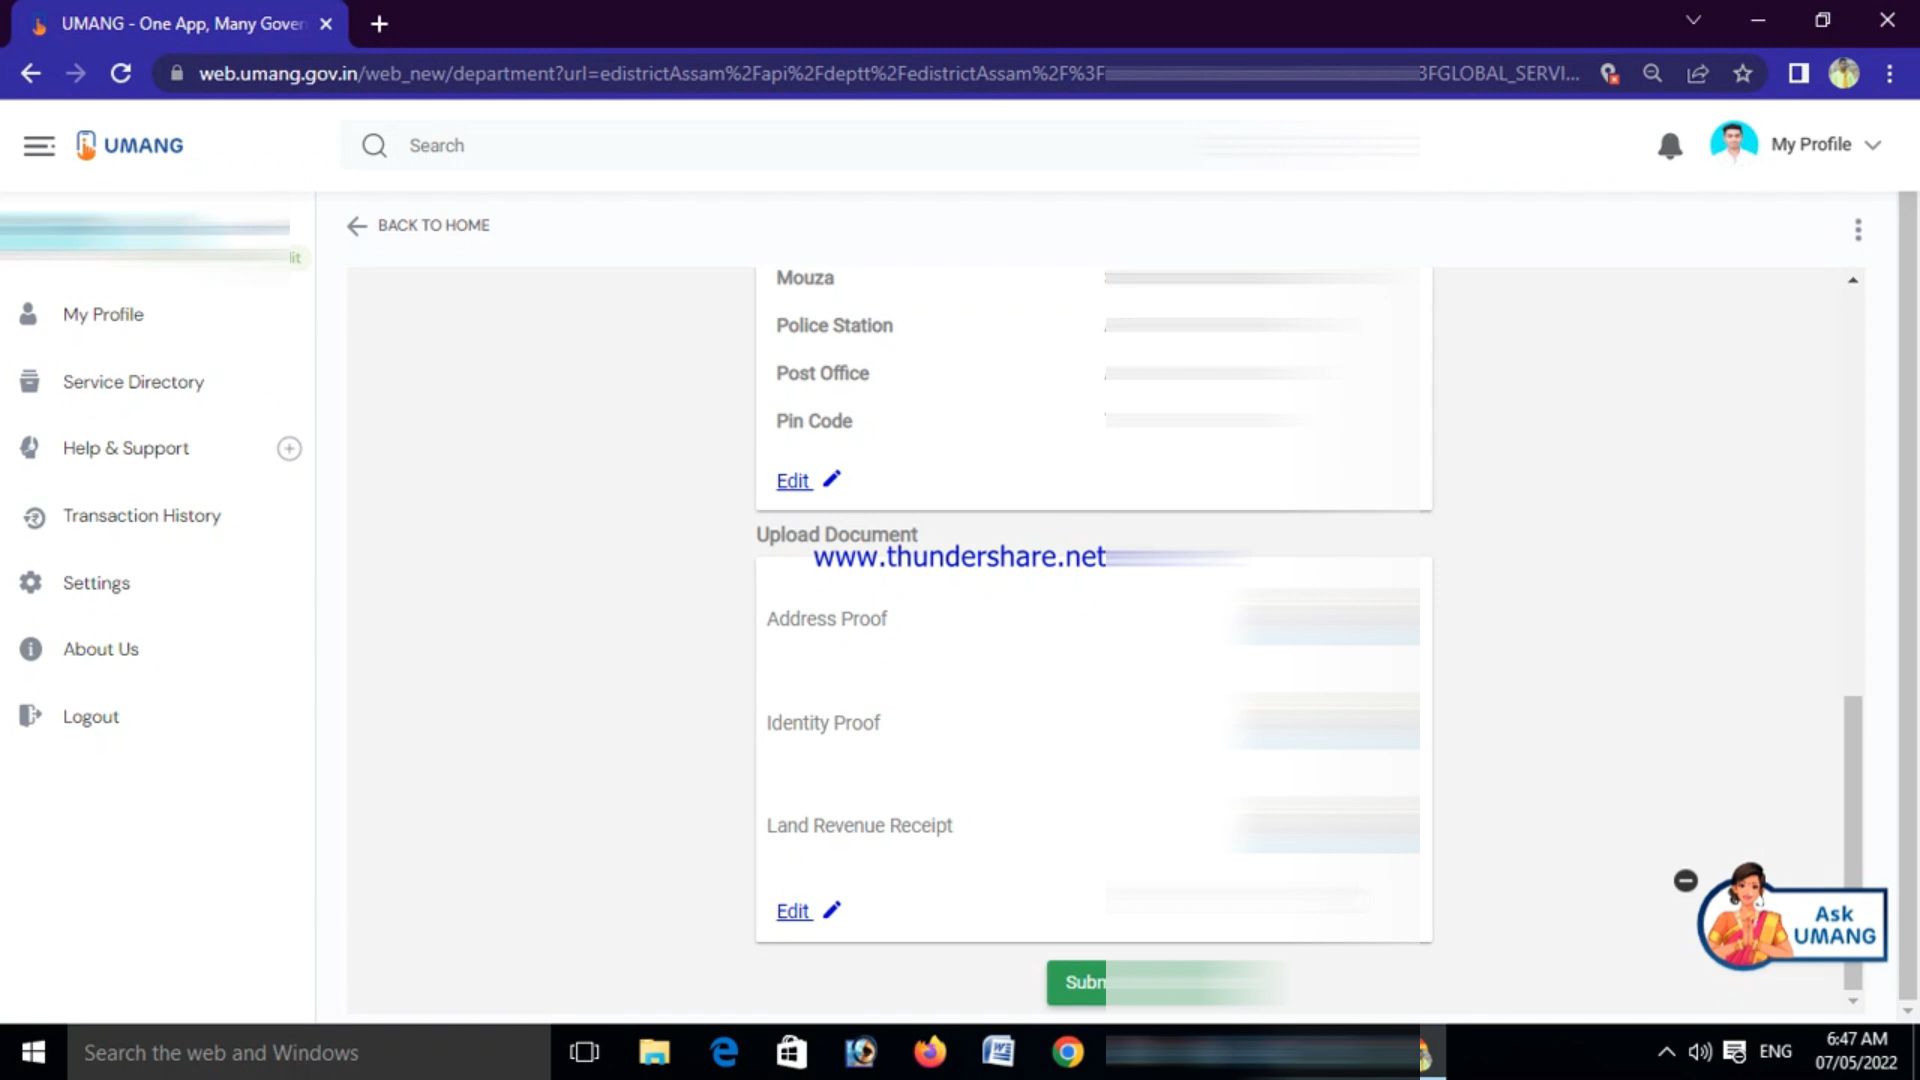 UMANG - One App, Many Gover
web.umang.gov.in/web_new/department?url=edistrictAssam%2Fapi%2Fdeptt%2FedistrictAssam%2F%3F
3FGLOBAL_SERVI...
UMANG
Search
My Profile
BACK TO HOME
My Profile
Service Directory
Help & Support
Transaction History
Settings
About Us
Logout
Mouza
Police Station
Post Office
Pin Code
Edit
Upload Document
www.thundershare.net
Address Proof
Identity Proof
Land Revenue Receipt
Edit
Ask
UMANG
Search the web and Windows
ENG
6:47 AM
07/05/2022